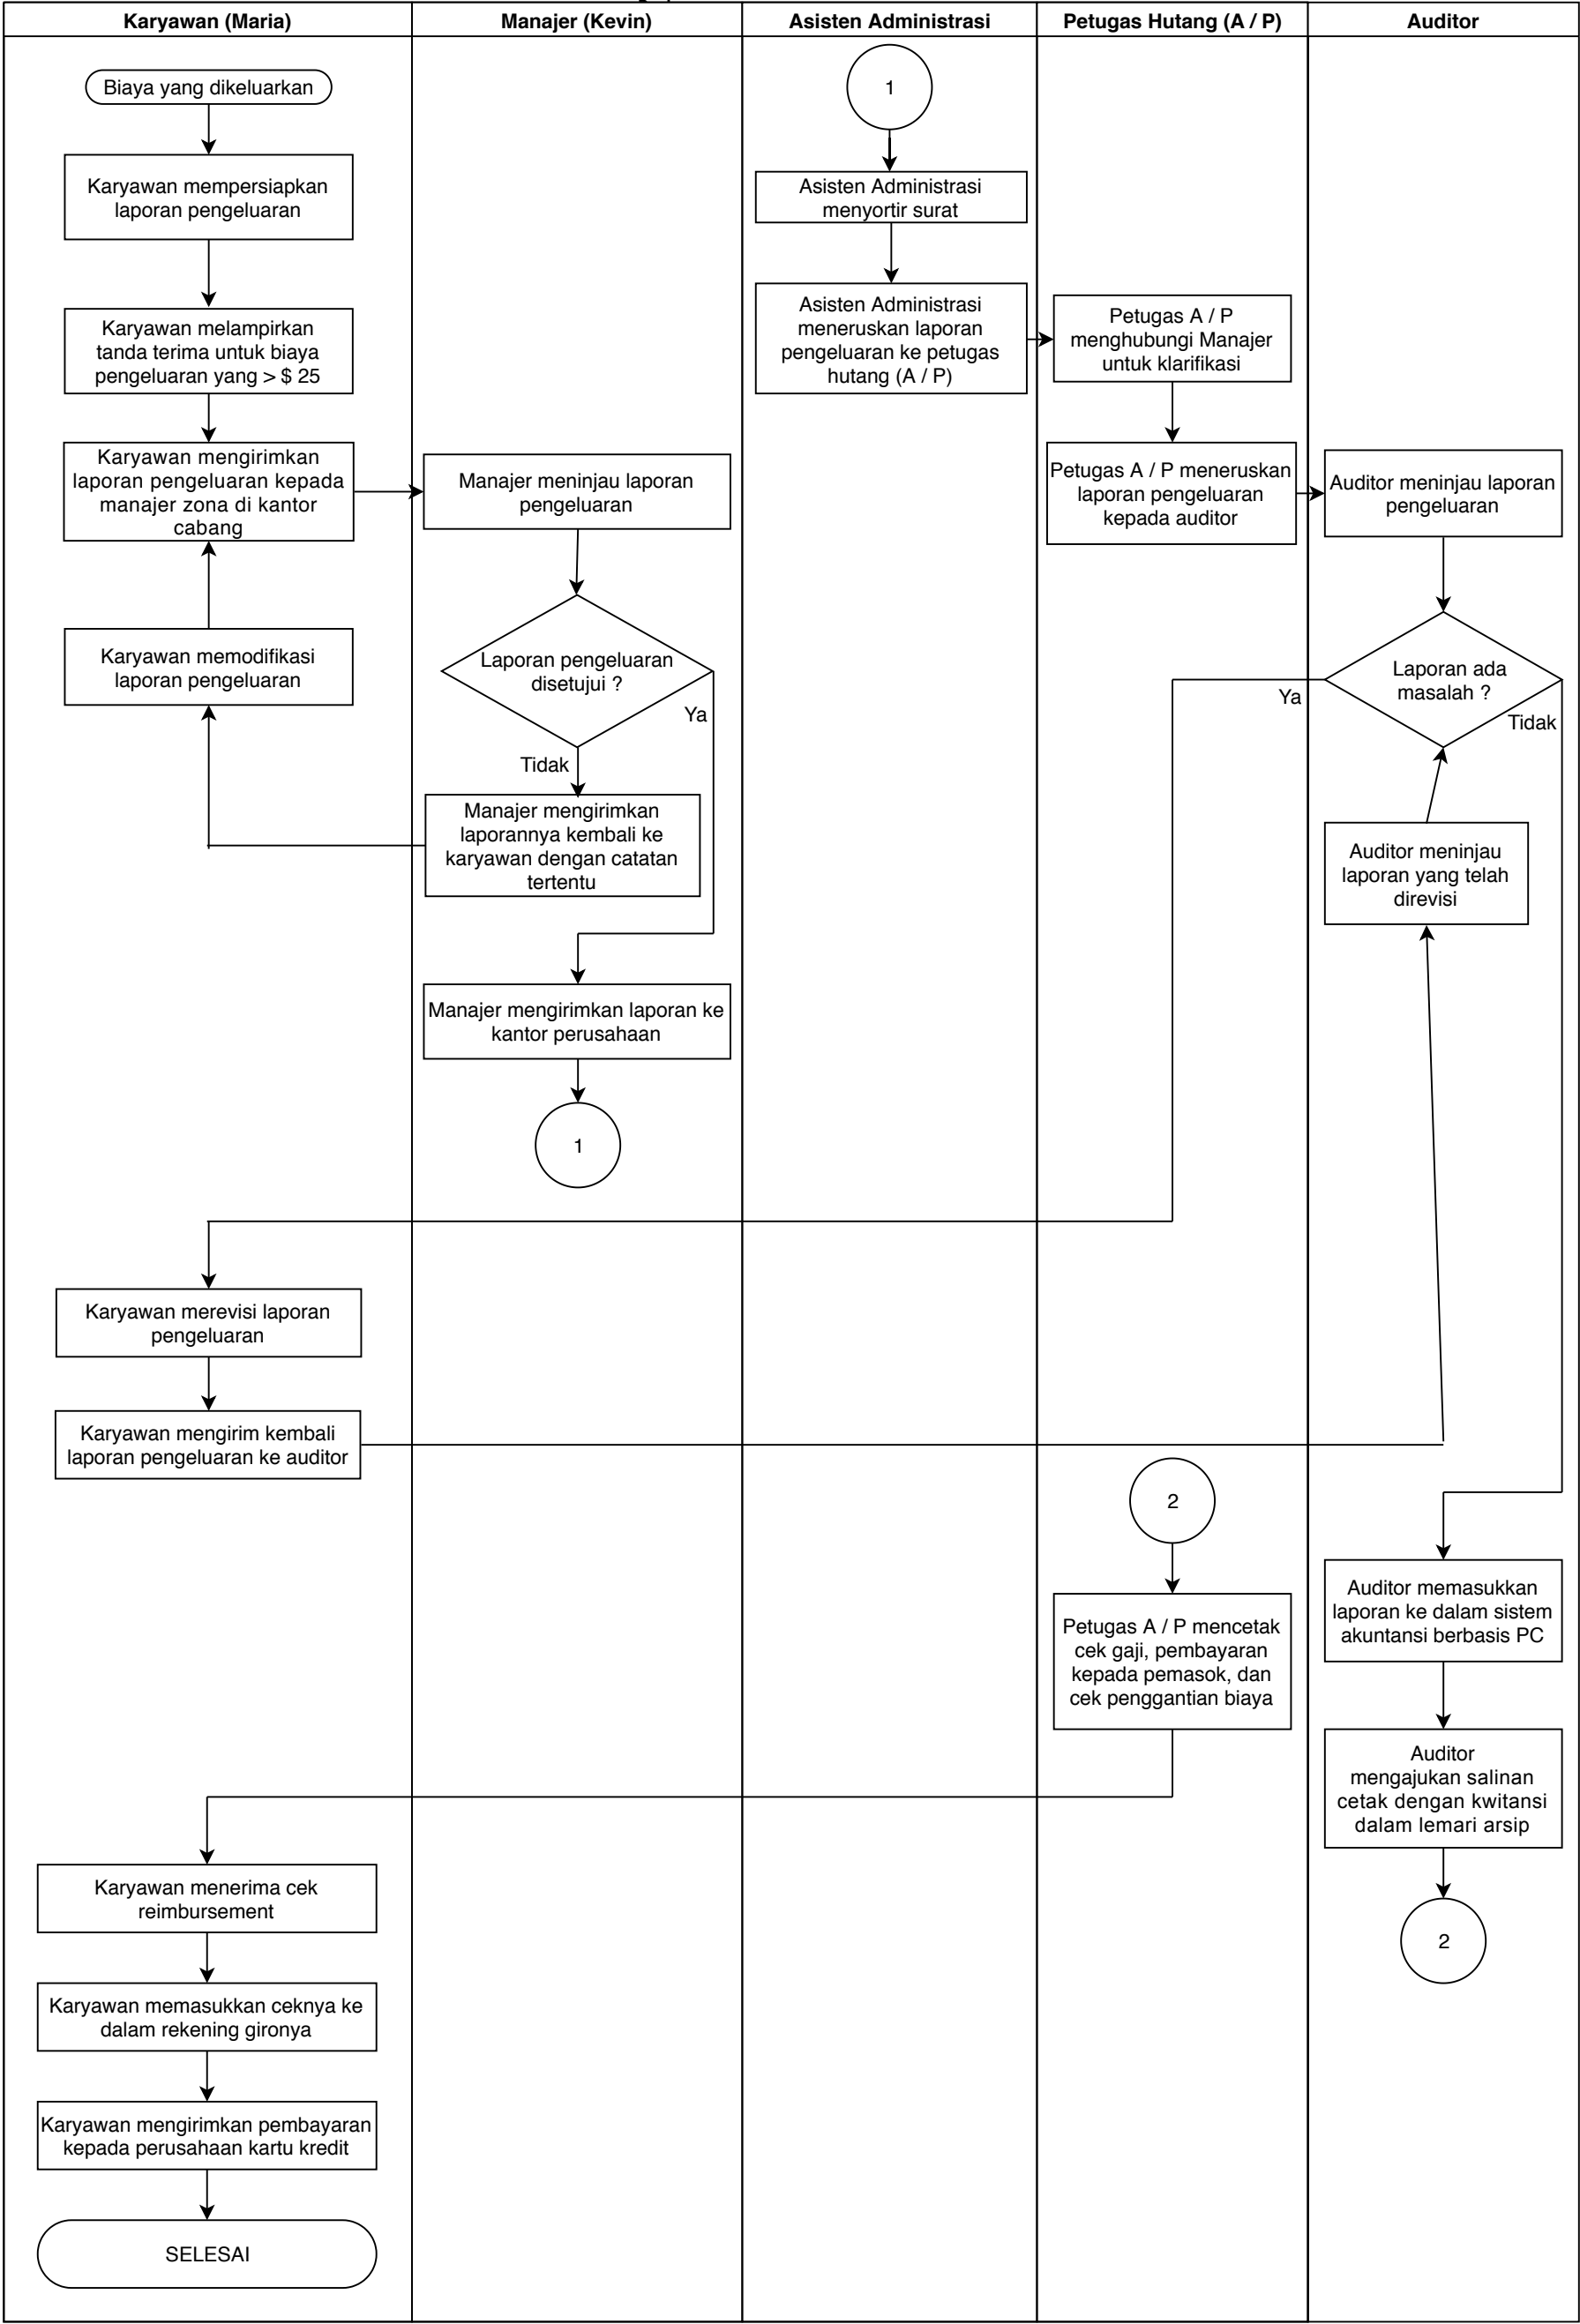 Karyawan (Maria)
Manajer (Kevin)
Asisten Administrasi
Petugas Hutang (A / P)
Auditor
Biaya yang dikeluarkan
Karyawan mempersiapkan
laporan pengeluaran
Karyawan melampirkan
tanda terima untuk biaya
pengeluaran yang > $ 25
Karyawan mengirimkan
laporan pengeluaran kepada
manajer zona di kantor
cabang
Karyawan memodifikasi
laporan pengeluaran
Manajer meninjau laporan
pengeluaran
Laporan pengeluaran
disetujui ?
Ya
Tidak
Manajer mengirimkan
laporannya kembali ke
karyawan dengan catatan
tertentu
Manajer mengirimkan laporan ke
kantor perusahaan
1
1
Asisten Administrasi
menyortir surat
Asisten Administrasi
meneruskan laporan
pengeluaran ke petugas
hutang (A / P)
Petugas A / P
menghubungi Manajer
untuk klarifikasi
Petugas A / P meneruskan
laporan pengeluaran
kepada auditor
Auditor meninjau laporan
pengeluaran
Laporan ada
masalah ?
Ya
Tidak
Auditor meninjau
laporan yang telah
direvisi
Karyawan merevisi laporan
pengeluaran
Karyawan mengirim kembali
laporan pengeluaran ke auditor
Auditor memasukkan
laporan ke dalam sistem
akuntansi berbasis PC
Auditor
mengajukan salinan
cetak dengan kwitansi
dalam lemari arsip
2
2
Petugas A / P mencetak
cek gaji, pembayaran
kepada pemasok, dan
cek penggantian biaya
Karyawan menerima cek
reimbursement
Karyawan memasukkan ceknya ke
dalam rekening gironya
Karyawan mengirimkan pembayaran
kepada perusahaan kartu kredit
SELESAI